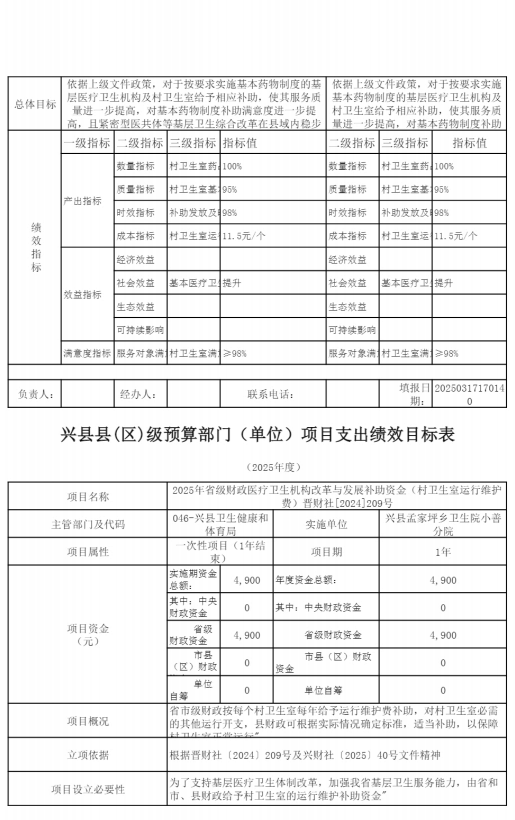 总体目标
依据上级文件政策，对于按要求实施基本药物制度的基
层医疗卫生机构及村卫生室给予相应补助，使其服务质
量进一步提高，对基本药物制度补助满意度进一步提
高，且紧密型医共体等基层卫生综合改革在县域内稳步
依据上级文件政策，对于按要求实施
基本药物制度的基层医疗卫生机构及
村卫生室给予相应补助，使其服务质
量进一步提高，对基本药物制度补助
绩效指标
一级指标 二级指标 三级指标 指标值 二级指标 三级指标 指标值
产出指标
数量指标 村卫生室药 100% 数量指标 村卫生室药 100%
质量指标 村卫生室基 95% 质量指标 村卫生室基 95%
时效指标 补助发放及 98% 时效指标 补助发放及 98%
成本指标 村卫生室运 11.5元/个 成本指标 村卫生室运 11.5元/个
效益指标
经济效益 经济效益
社会效益 基本医疗卫 提升 社会效益 基本医疗卫 提升
生态效益 生态效益
可持续影响 可持续影响
满意度指标 服务对象满 村卫生室满 ≥98% 服务对象满 村卫生室满 ≥98%
负责人： 经办人： 联系电话： 填报日
期：
2025031717014
0
兴县县(区)级预算部门（单位）项目支出绩效目标表
（2025年度）
项目名称
2025年省级财政医疗卫生机构改革与发展补助资金（村卫生室运行维护
费）晋财社[2024]209号
主管部门及代码
046-兴县卫生健康和
体育局
实施单位
兴县孟家坪乡卫生院小善
分院
项目属性
一次性项目（1年结
束）
项目期 1年
项目资金
（元）
实施期资金
总额：
4,900 年度资金总额： 4,900
其中：中央
财政资金
0 其中：中央财政资金 0
省级
财政资金
4,900 省级财政资金 4,900
市县
（区）财政
0
市县（区）财政
资金
0
单位
自筹
0 单位自筹 0
项目概况
省市级财政按每个村卫生室每年给予运行维护费补助，对村卫生室必需
的其他运行开支，县财政可根据实际情况确定标准，适当补助，以保障
村卫生室正常运行"
立项依据 根据晋财社〔2024〕209号及兴财社〔2025〕40号文件精神
项目设立必要性
为了支持基层医疗卫生体制改革，加强我省基层卫生服务能力，由省和
市、县财政给予村卫生室的运行维护补助资金"